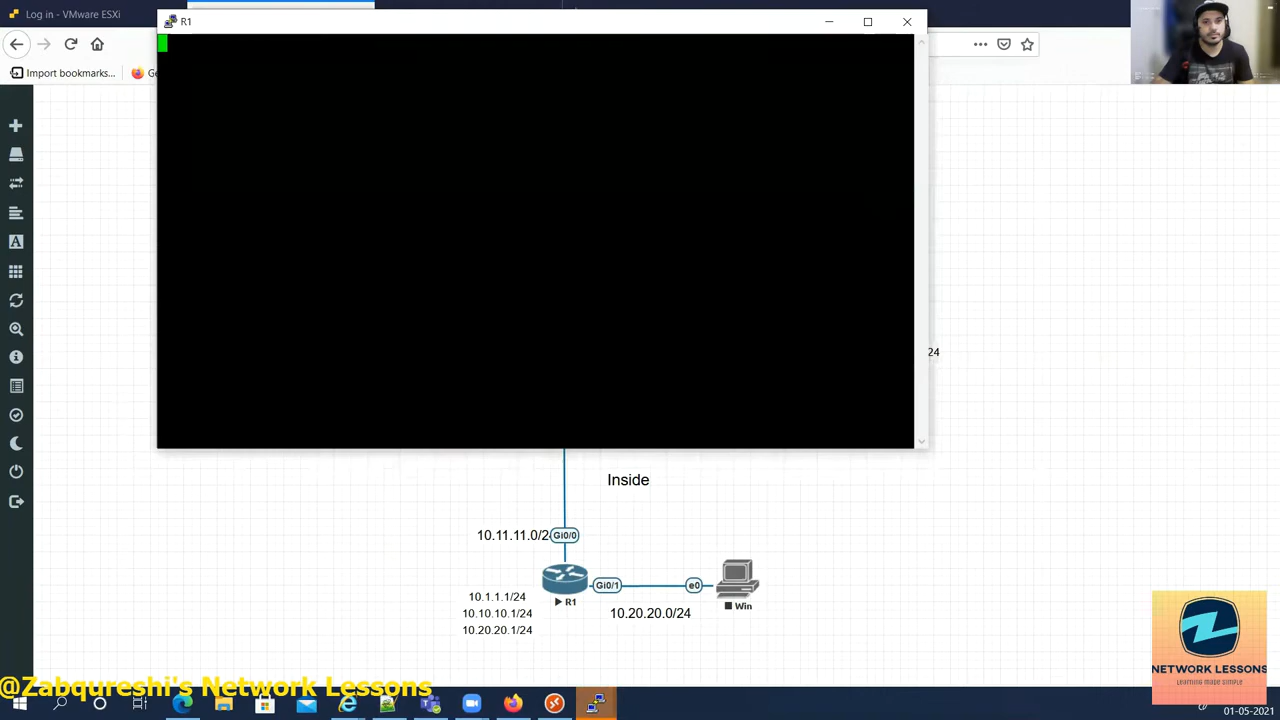 Log in - VMware ESXi
R1
Import bookmarks...
Ge
24
Inside
10.11.11.0/24
Gi0/0
10.1.1.1/24
10.10.10.1/24
10.20.20.1/24
R1
Gi0/1
e0
10.20.20.0/24
Win
@Zabqureshi's Network Lessons
NETWORK LESSONS
Learning made Simple
01-05-2021